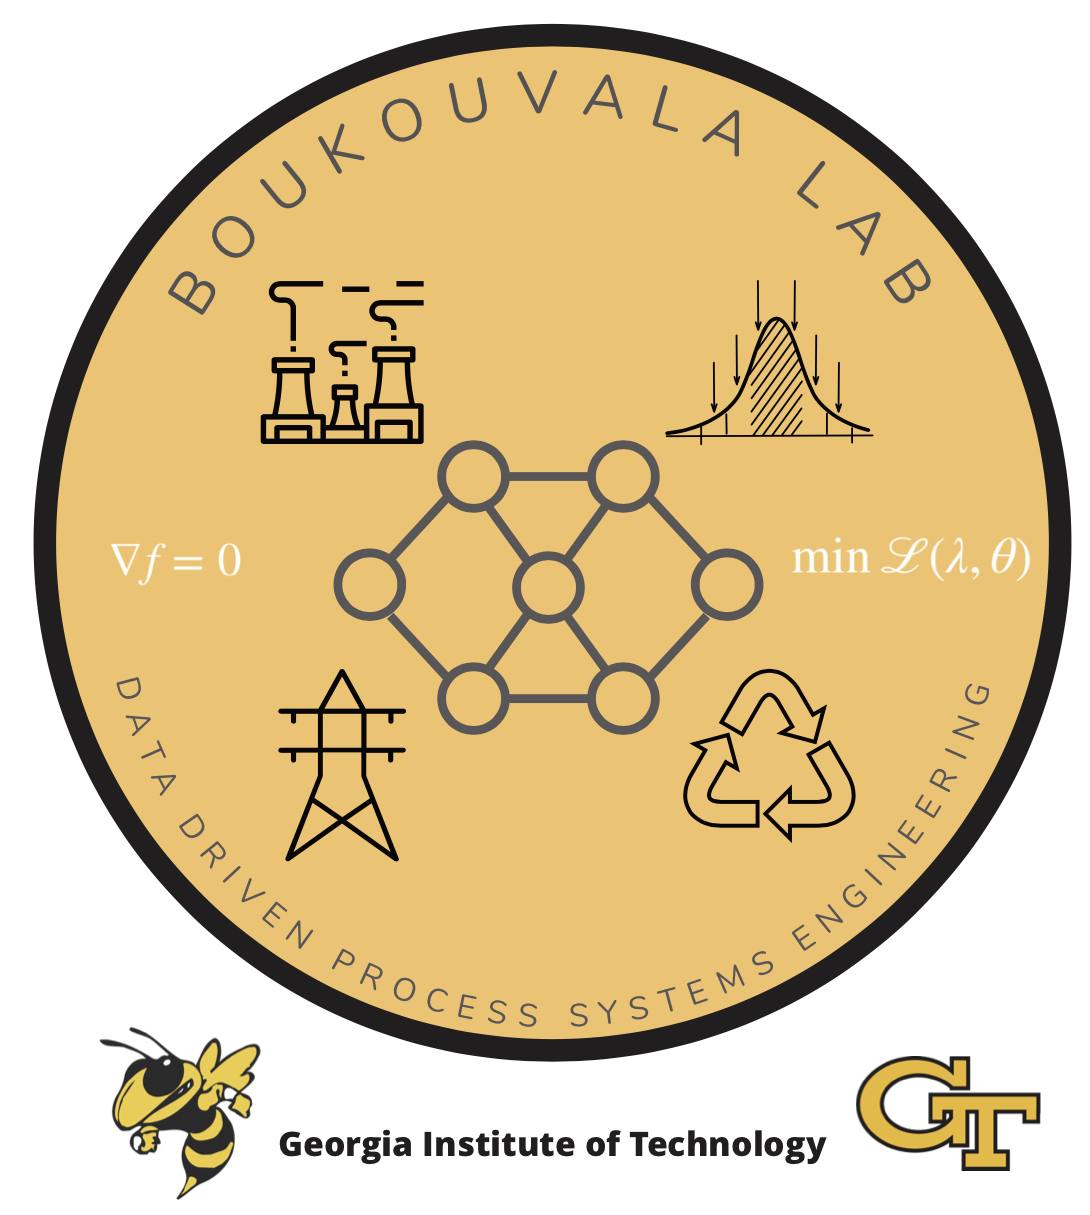 BOUKOUVALA LAB
∇f = 0
min ℒ(λ, θ)
DATA DRIVEN PROCESS SYSTEMS ENGINEERING
Georgia Institute of Technology
GT